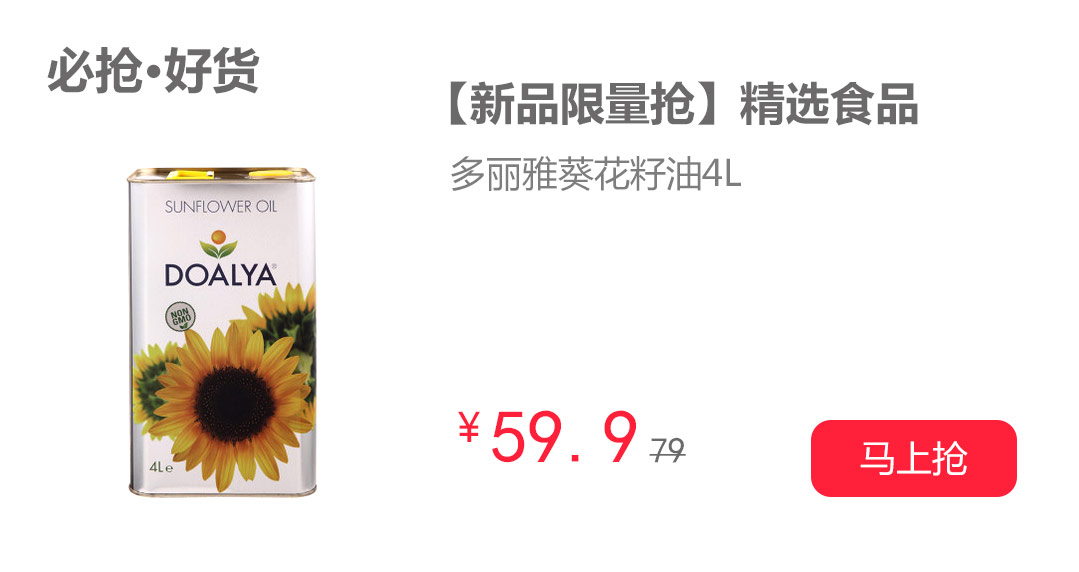 必抢·好货
【新品限量抢】精选食品
多丽雅葵花籽油4L
SUNFLOWER OIL
DOALYA®
NON
GMO
4L e
¥59.9 79
马上抢